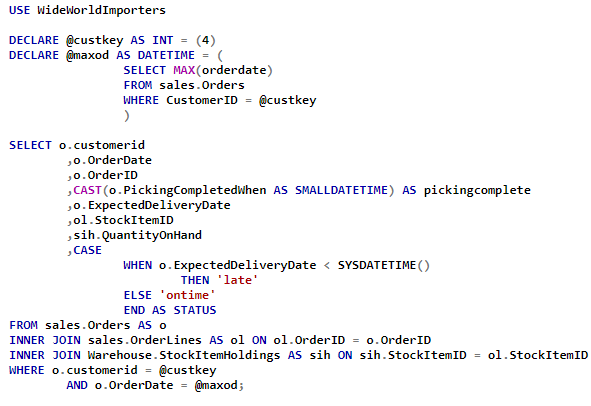 USE WideWorldImporters

DECLARE @custkey AS INT = (4)
DECLARE @maxod AS DATETIME = (
                SELECT MAX(orderdate)
                FROM sales.Orders
                WHERE CustomerID = @custkey
                )

SELECT o.customerid
        ,o.OrderDate
        ,o.OrderID
        ,CAST(o.PickingCompletedWhen AS SMALLDATETIME) AS pickingcomplete
        ,o.ExpectedDeliveryDate
        ,ol.StockItemID
        ,sih.QuantityOnHand
        ,CASE
                WHEN o.ExpectedDeliveryDate < SYSDATETIME()
                        THEN 'late'
                ELSE 'ontime'
                END AS STATUS
FROM sales.Orders AS o
INNER JOIN sales.OrderLines AS ol ON ol.OrderID = o.OrderID
INNER JOIN Warehouse.StockItemHoldings AS sih ON sih.StockItemID = ol.StockItemID
WHERE o.customerid = @custkey
        AND o.OrderDate = @maxod;